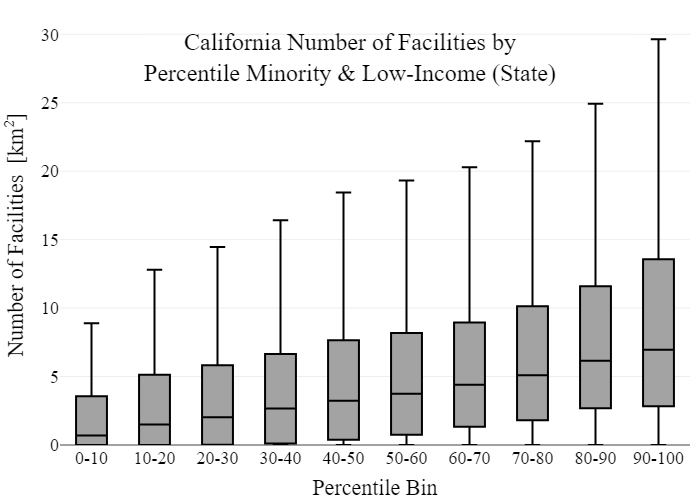 California Number of Facilities by
Percentile Minority & Low-Income (State)
Number of Facilities [km²]
30
25
20
15
10
5
0
0-10 10-20 20-30 30-40 40-50 50-60 60-70 70-80 80-90 90-100
Percentile Bin